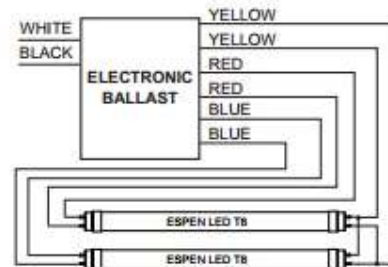 YELLOW
WHITE
YELLOW
BLACK
RED
ELECTRONIC
BALLAST
RED
BLUE
BLUE
ESPEN LED T8
ESPEN LED T8